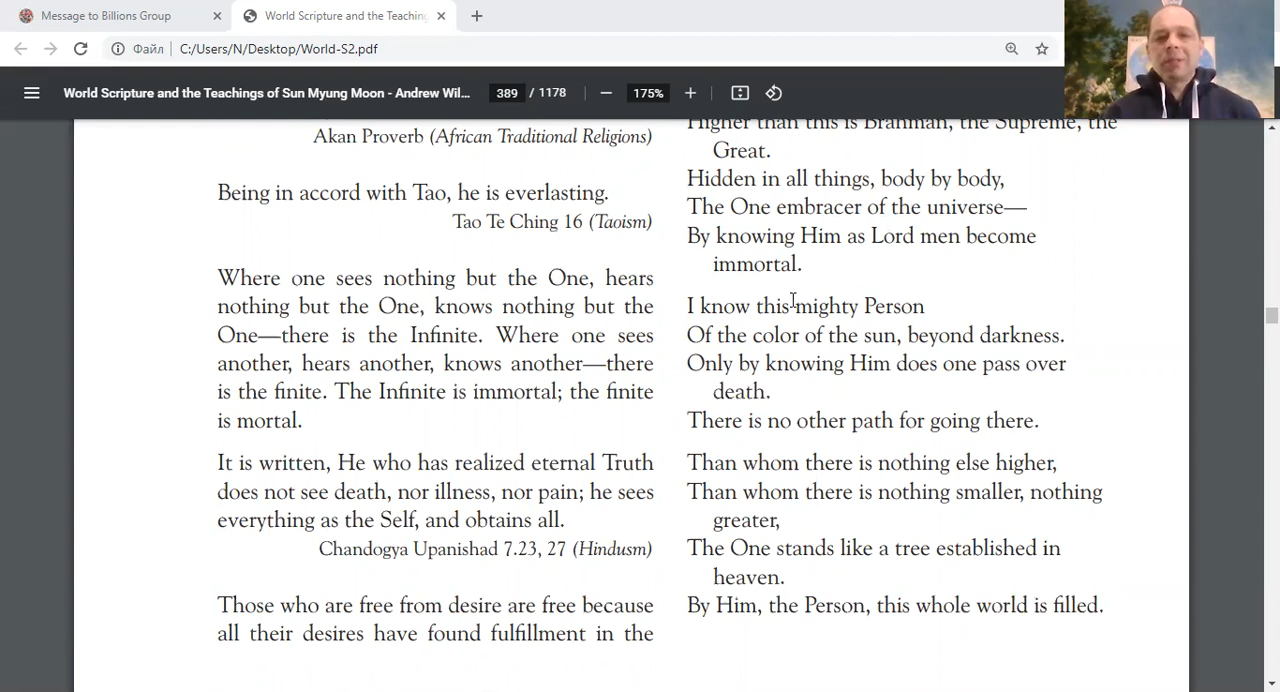 Message to Billions Group
World Scripture and the Teaching
Файл
C:/Users/N/Desktop/World-S2.pdf
World Scripture and the Teachings of Sun Myung Moon - Andrew Wil...
389 / 1178
175%
Akan Proverb (African Traditional Religions)
Being in accord with Tao, he is everlasting.
Tao Te Ching 16 (Taoism)
Where one sees nothing but the One, hears
nothing but the One, knows nothing but the
One—there is the Infinite. Where one sees
another, hears another, knows another—there
is the finite. The Infinite is immortal; the finite
is mortal.
It is written, He who has realized eternal Truth
does not see death, nor illness, nor pain; he sees
everything as the Self, and obtains all.
Chandogya Upanishad 7.23, 27 (Hindusm)
Those who are free from desire are free because
all their desires have found fulfillment in the
Higher than this is Brahman, the Supreme, the
Great.
Hidden in all things, body by body,
The One embracer of the universe—
By knowing Him as Lord men become
immortal.
I know this mighty Person
Of the color of the sun, beyond darkness.
Only by knowing Him does one pass over
death.
There is no other path for going there.
Than whom there is nothing else higher,
Than whom there is nothing smaller, nothing
greater,
The One stands like a tree established in
heaven.
By Him, the Person, this whole world is filled.